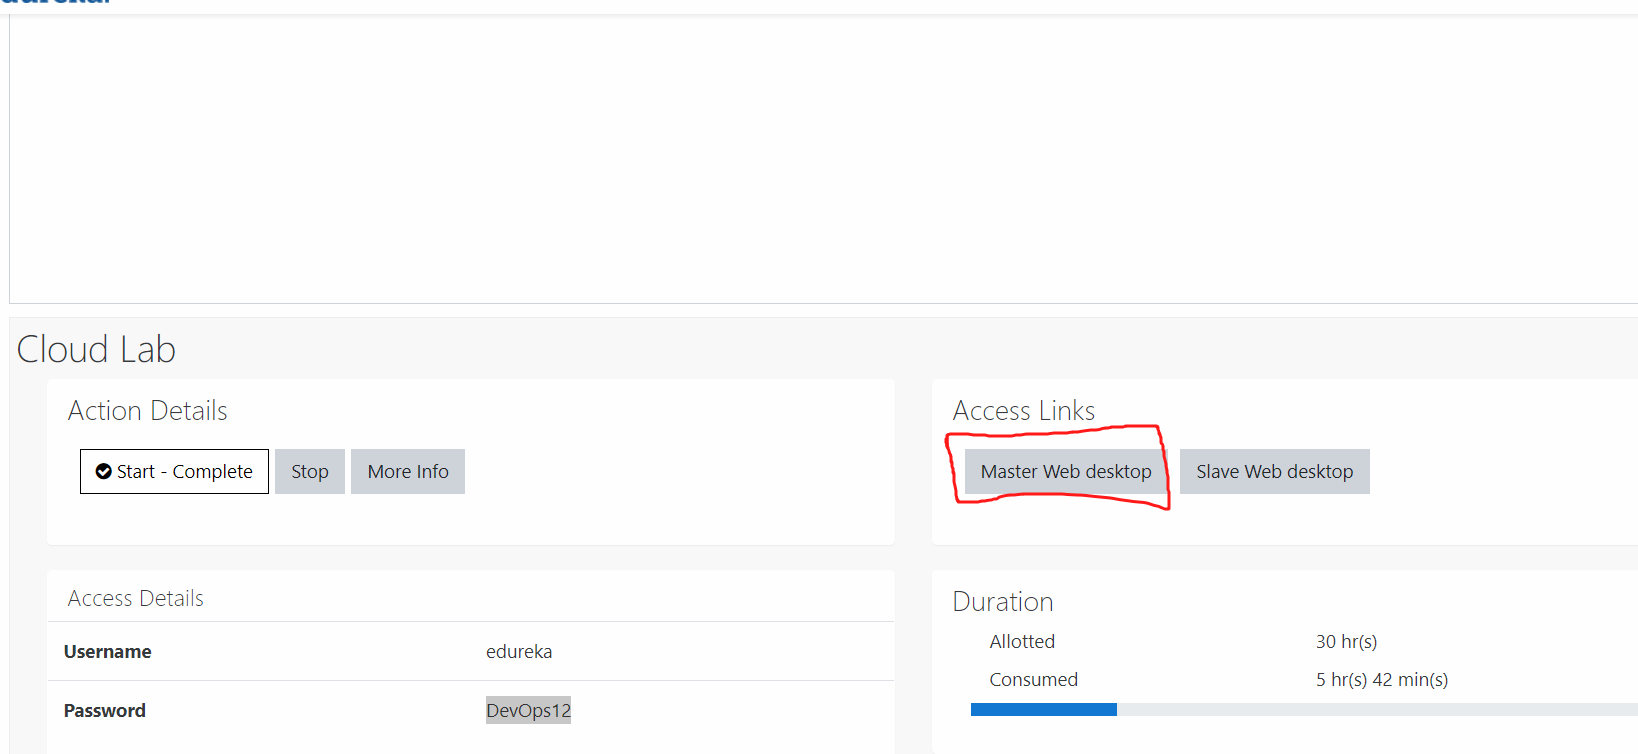 Cloud Lab
Action Details
Start - Complete
Stop
More Info
Access Links
Master Web desktop
Slave Web desktop
Access Details
Username edureka
Password DevOps12
Duration
Allotted 30 hr(s)
Consumed 5 hr(s) 42 min(s)